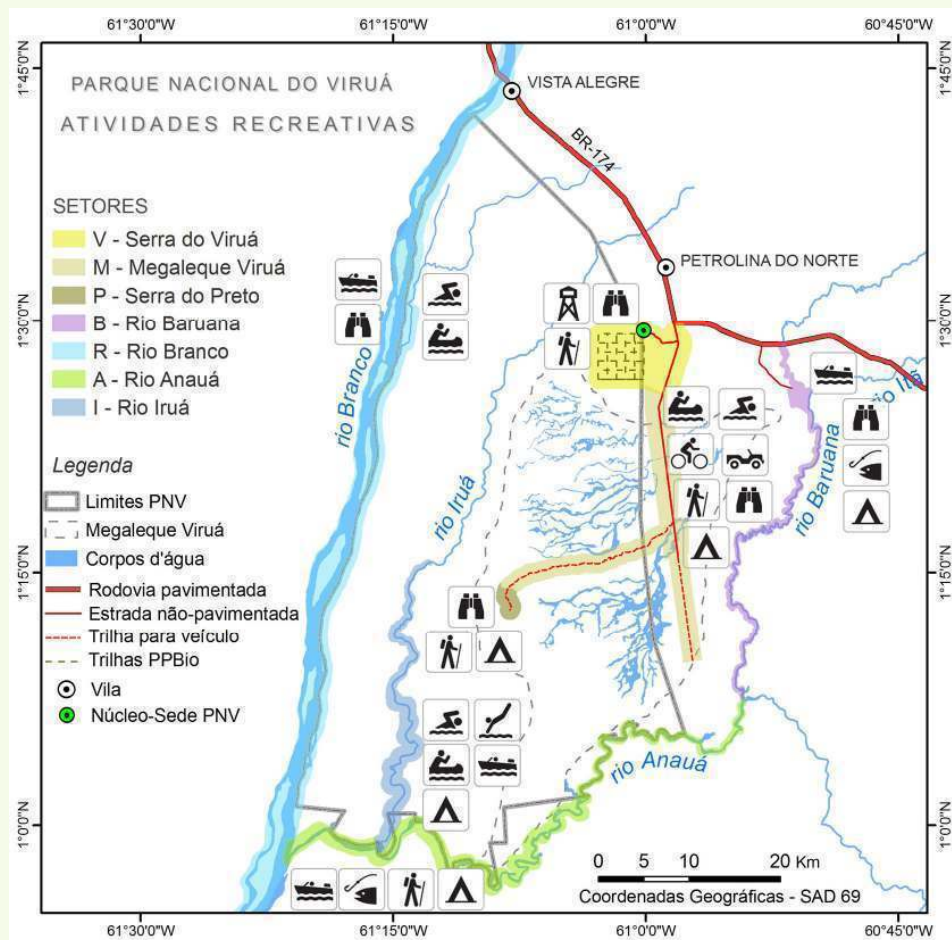 61°30'0"W
61°15'0"W
61°0'0"W
60°45'0"W
1°45'0"N
1°45'0"N
PARQUE NACIONAL DO VIRUÁ
ATIVIDADES RECREATIVAS
VISTA ALEGRE
BR-174
SETORES
V - Serra do Viruá
M - Megaleque Viruá
P - Serra do Preto
B - Rio Baruana
R - Rio Branco
A - Rio Anauá
I - Rio Iruá
PETROLINA DO NORTE
1°30'0"N
1°30'0"N
rio Branco
rio Itã
rio Baruana
rio Iruá
Legenda
Limites PNV
Megaleque Viruá
Corpos d'água
Rodovia pavimentada
Estrada não-pavimentada
Trilha para veículo
Trilhas PPBio
Vila
Núcleo-Sede PNV
1°15'0"N
1°15'0"N
rio Anauá
1°0'0"N
1°0'0"N
0 5 10 20 Km
Coordenadas Geográficas - SAD 69
61°30'0"W
61°15'0"W
61°0'0"W
60°45'0"W